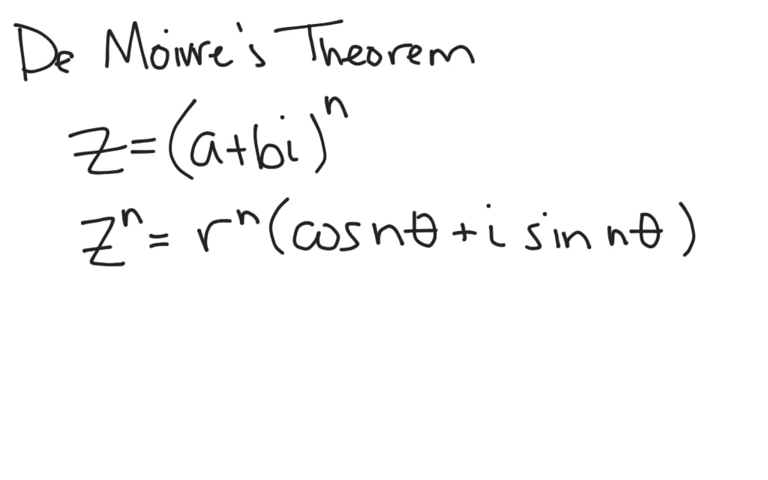 De Moivre's Theorem
z=(a+bi)^n
z^n = r^n (cos nθ + i sin nθ)